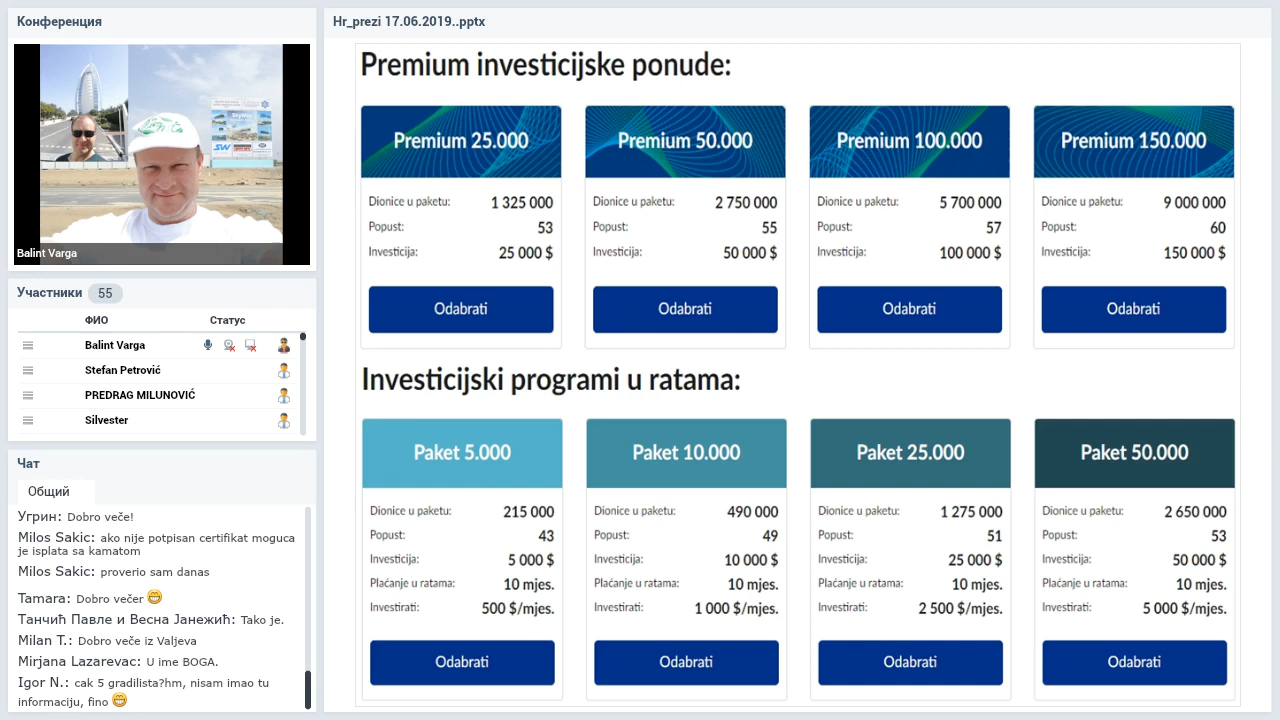 Конференция
SkyWay
SW
Balint Varga
Участники 55
ФИО Статус
Balint Varga
Stefan Petrović
PREDRAG MILUNOVIĆ
Silvester
Чат
Общий
Угрин: Dobro veče!
Milos Sakic: ako nije potpisan certifikat moguca
je isplata sa kamatom
Milos Sakic: proverio sam danas
Tamara: Dobro večer
Танчић Павле и Весна Јанежић: Tako je.
Milan T.: Dobro veče iz Valjeva
Mirjana Lazarevac: U ime BOGA.
Igor N.: cak 5 gradilista?hm, nisam imao tu
informaciju, fino
Hr_prezi 17.06.2019..pptx
Premium investicijske ponude:
Premium 25.000
Dionice u paketu: 1 325 000
Popust: 53
Investicija: 25 000 $
Odabrati
Premium 50.000
Dionice u paketu: 2 750 000
Popust: 55
Investicija: 50 000 $
Odabrati
Premium 100.000
Dionice u paketu: 5 700 000
Popust: 57
Investicija: 100 000 $
Odabrati
Premium 150.000
Dionice u paketu: 9 000 000
Popust: 60
Investicija: 150 000 $
Odabrati
Investicijski programi u ratama:
Paket 5.000
Dionice u paketu: 215 000
Popust: 43
Investicija: 5 000 $
Plaćanje u ratama: 10 mjes.
Investirati: 500 $/mjes.
Odabrati
Paket 10.000
Dionice u paketu: 490 000
Popust: 49
Investicija: 10 000 $
Plaćanje u ratama: 10 mjes.
Investirati: 1 000 $/mjes.
Odabrati
Paket 25.000
Dionice u paketu: 1 275 000
Popust: 51
Investicija: 25 000 $
Plaćanje u ratama: 10 mjes.
Investirati: 2 500 $/mjes.
Odabrati
Paket 50.000
Dionice u paketu: 2 650 000
Popust: 53
Investicija: 50 000 $
Plaćanje u ratama: 10 mjes.
Investirati: 5 000 $/mjes.
Odabrati